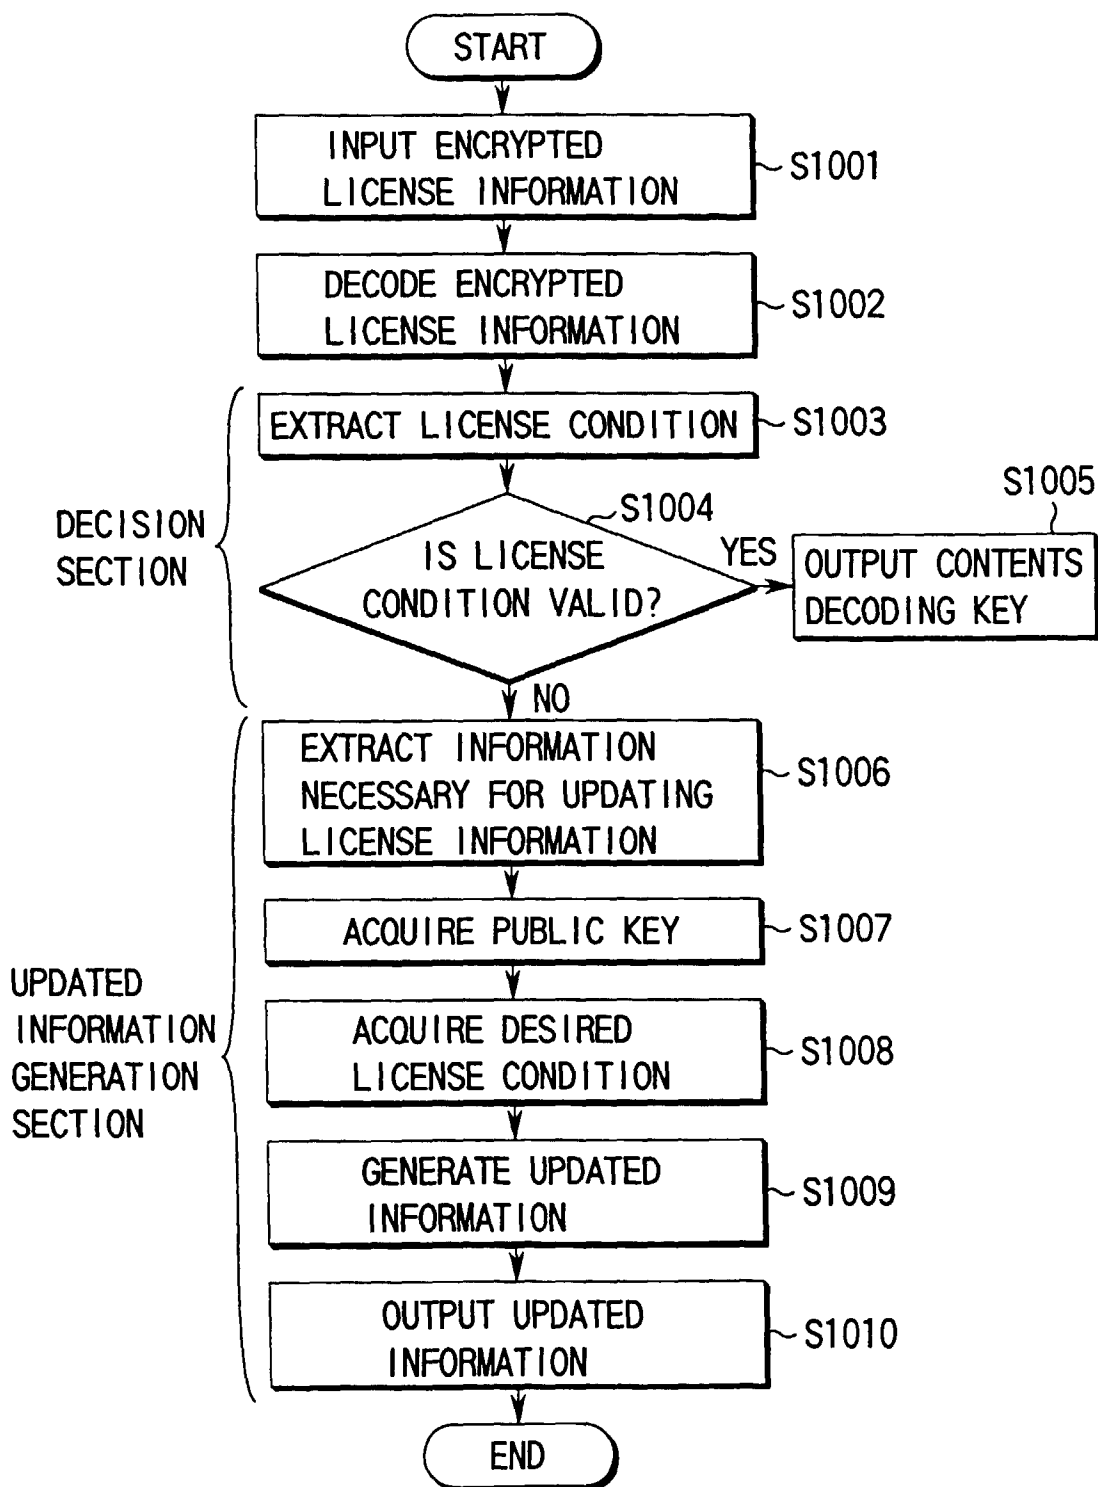 START
INPUT ENCRYPTED
LICENSE INFORMATION
S1001
DECODE ENCRYPTED
LICENSE INFORMATION
S1002
EXTRACT LICENSE CONDITION
S1003
DECISION
SECTION
S1004
IS LICENSE
CONDITION VALID?
YES
S1005
OUTPUT CONTENTS
DECODING KEY
NO
EXTRACT INFORMATION
NECESSARY FOR UPDATING
LICENSE INFORMATION
S1006
ACQUIRE PUBLIC KEY
S1007
UPDATED
INFORMATION
GENERATION
SECTION
ACQUIRE DESIRED
LICENSE CONDITION
S1008
GENERATE UPDATED
INFORMATION
S1009
OUTPUT UPDATED
INFORMATION
S1010
END